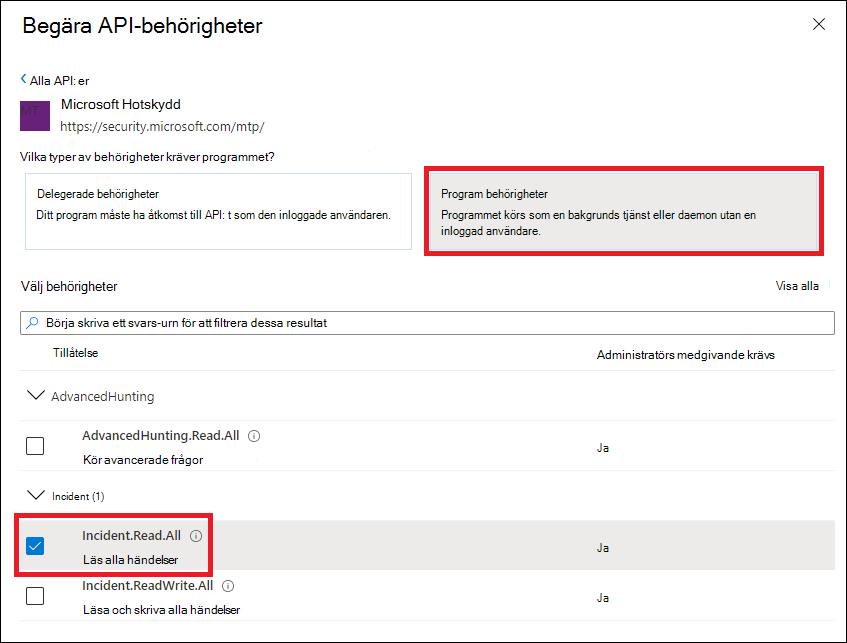 Begära API-behörigheter
Alla API: er
MT
Microsoft Hotskydd
https://security.microsoft.com/mtp/
Vilka typer av behörigheter kräver programmet?
Delegerade behörigheter
Ditt program måste ha åtkomst till API: t som den inloggade användaren.
Program behörigheter
Programmet körs som en bakgrunds tjänst eller daemon utan en
inloggad användare.
Välj behörigheter
Visa alla
Börja skriva ett svars-urn för att filtrera dessa resultat
Tillåtelse
Administratörs medgivande krävs
AdvancedHunting
AdvancedHunting.Read.All
Kör avancerade frågor
Ja
Incident (1)
Incident.Read.All
Läs alla händelser
Ja
Incident.ReadWrite.All
Läsa och skriva alla händelser
Ja